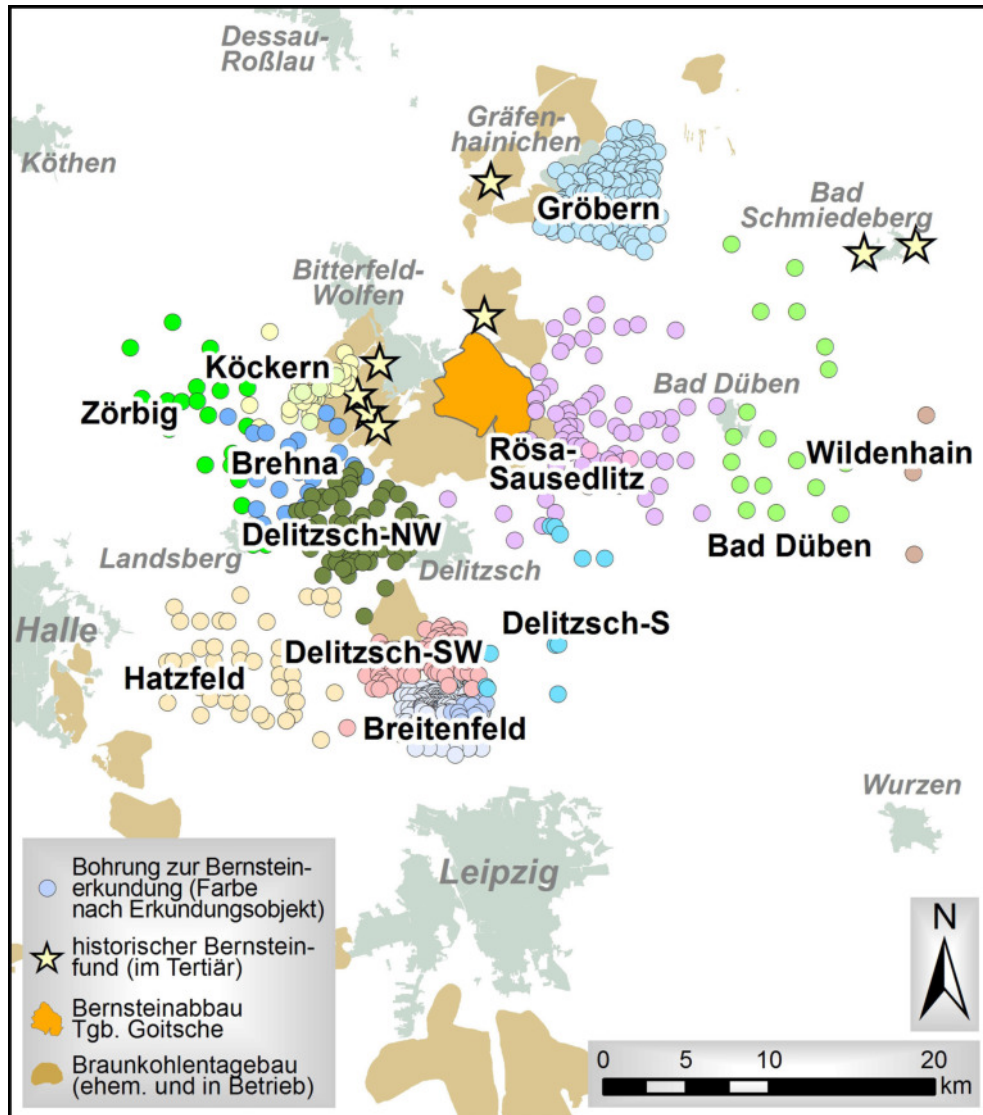 Dessau-
Roßlau
Köthen
Gräfen-
hainichen
Gröbern
Bad
Schmiedeberg
Bitterfeld-
Wolfen
Köckern
Zörbig
Bad Düben
Brehna
Rösa-
Sausedlitz
Wildenhain
Delitzsch-NW
Bad Düben
Landsberg
Delitzsch
Halle
Delitzsch-S
Delitzsch-SW
Hatzfeld
Breitenfeld
Wurzen
Leipzig
Bohrung zur Bernstein-
erkundung (Farbe
nach Erkundungsobjekt)
historischer Bernstein-
fund (im Tertiär)
Bernsteinabbau
Tgb. Goitsche
Braunkohlentagebau
(ehem. und in Betrieb)
N
0 5 10 20
km